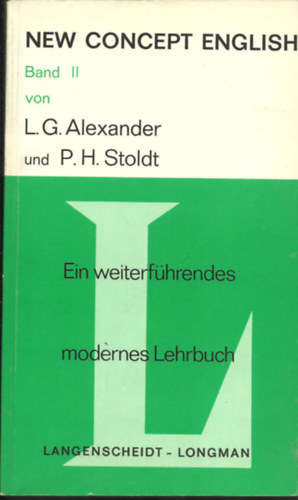 NEW CONCEPT ENGLISH
Band II
von
L. G. Alexander
und P. H. Stoldt
L
Ein weiterführendes
modernes Lehrbuch
LANGENSCHEIDT - LONGMAN